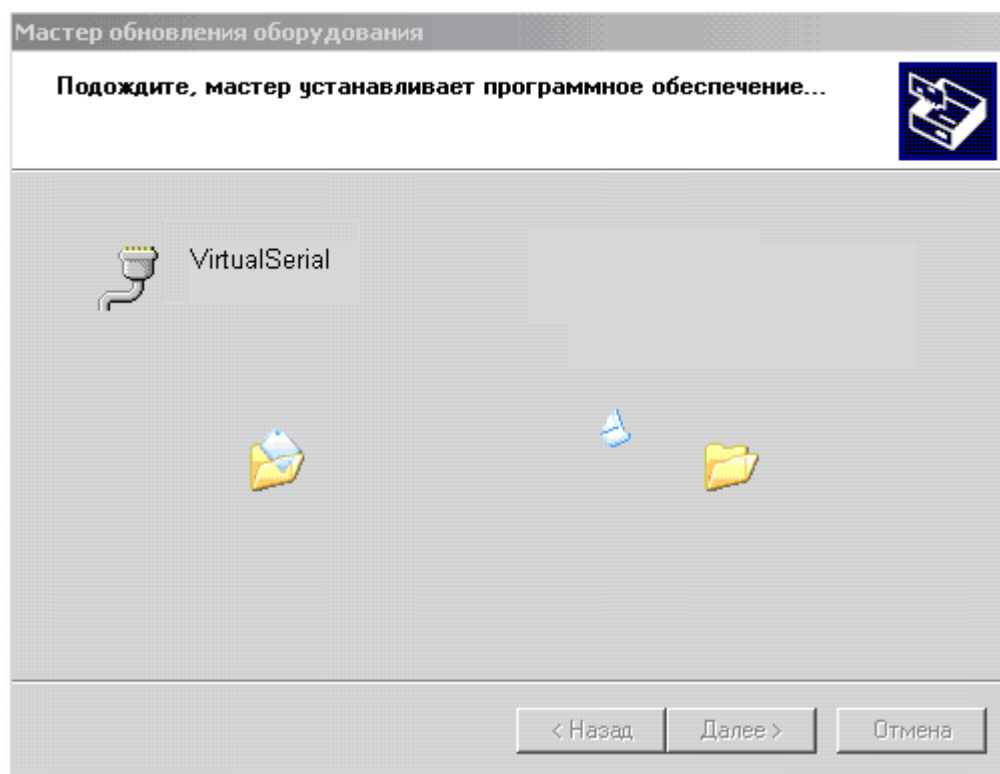 Мастер обновления оборудования
Подождите, мастер устанавливает программное обеспечение...
VirtualSerial
< Назад
Далее >
Отмена